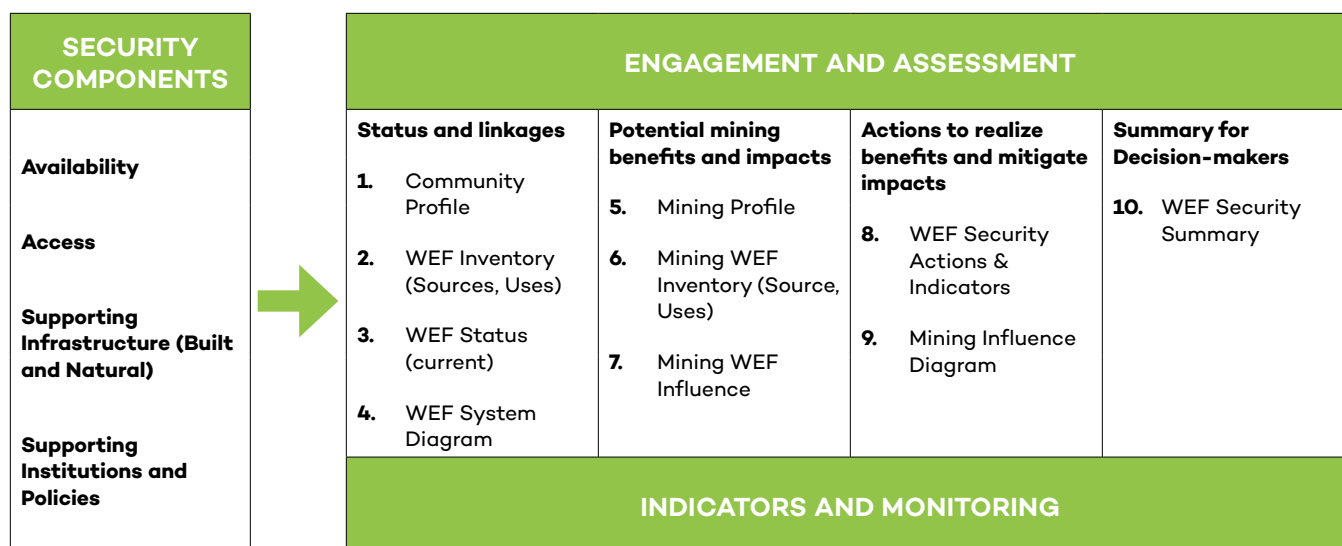 SECURITY
COMPONENTS
Availability
Access
Supporting
Infrastructure (Built
and Natural)
Supporting
Institutions and
Policies
ENGAGEMENT AND ASSESSMENT
Status and linkages
1. Community
Profile
2. WEF Inventory
(Sources, Uses)
3. WEF Status
(current)
4. WEF System
Diagram
Potential mining
benefits and impacts
5. Mining Profile
6. Mining WEF
Inventory (Source,
Uses)
7. Mining WEF
Influence
Actions to realize
benefits and mitigate
impacts
8. WEF Security
Actions &
Indicators
9. Mining Influence
Diagram
Summary for
Decision-makers
10. WEF Security
Summary
INDICATORS AND MONITORING